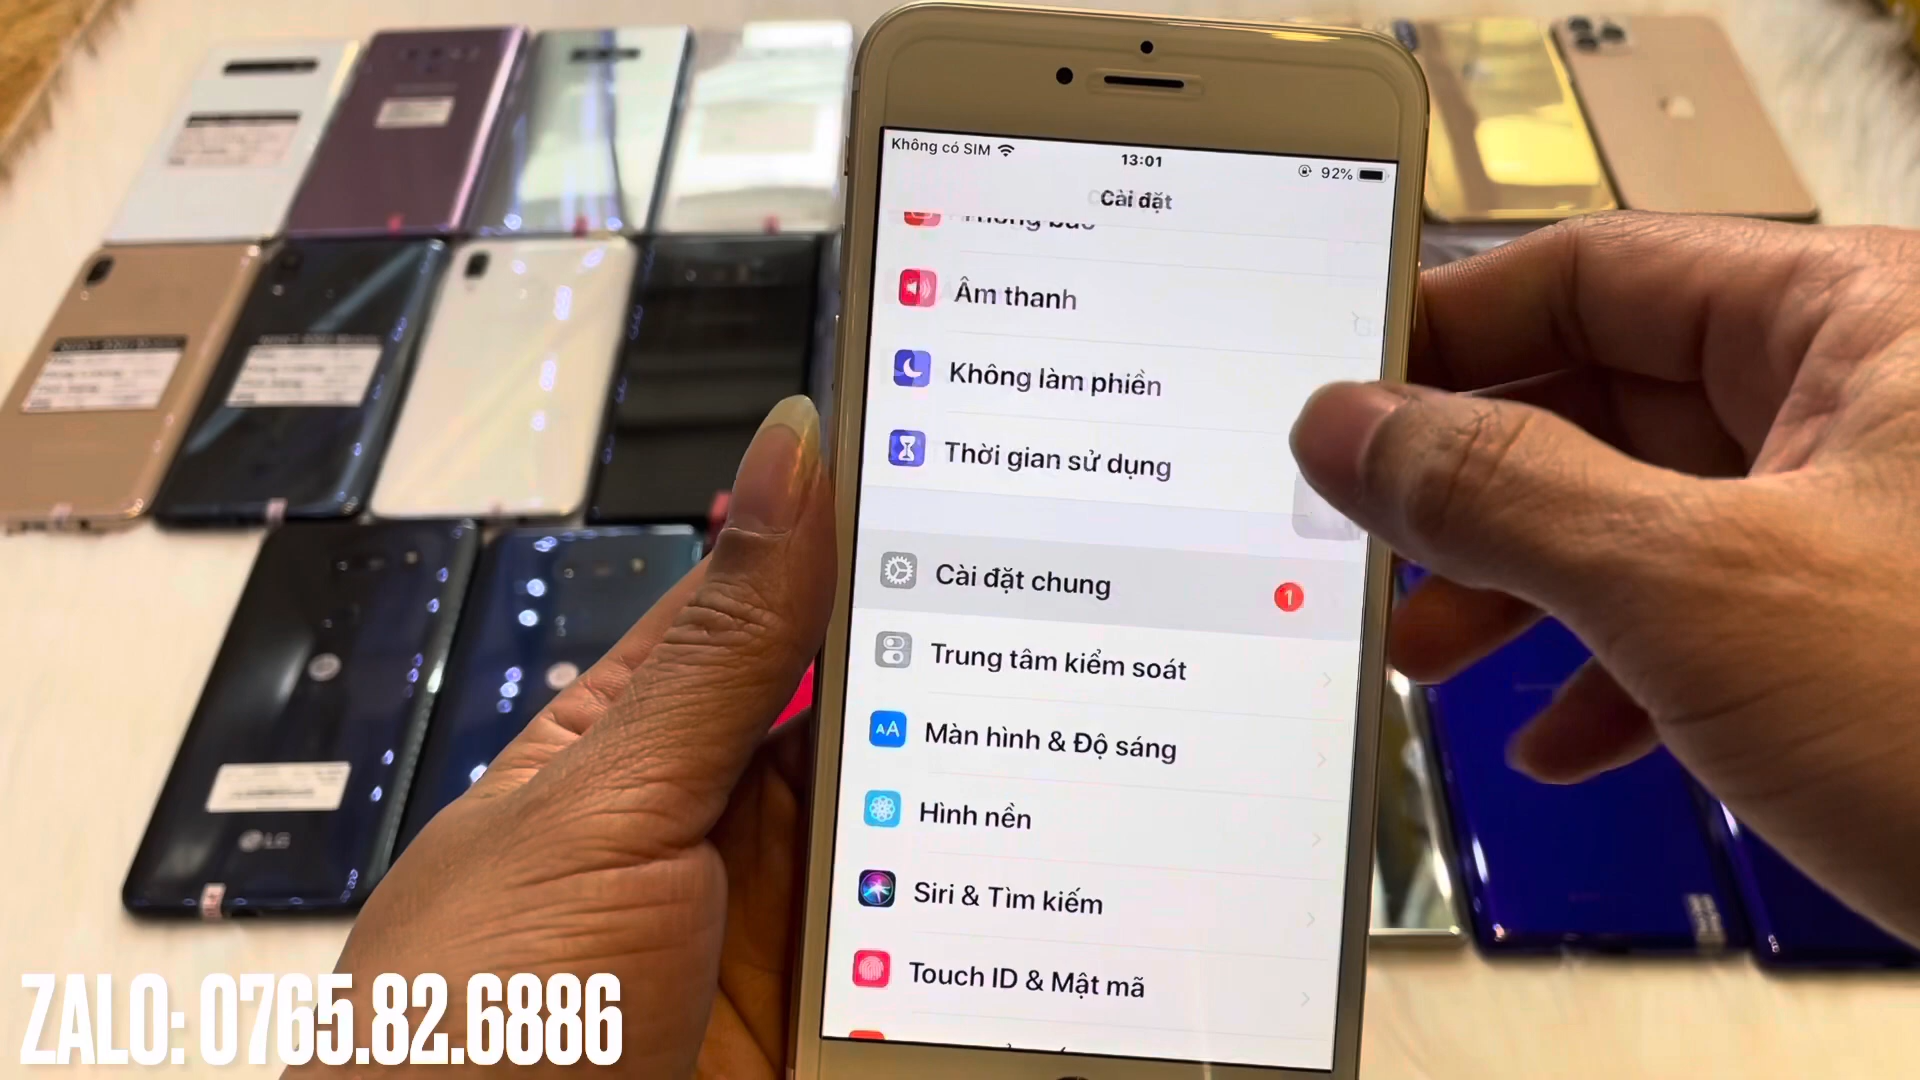 Không có SIM
13:01
92%
Cài đặt
Âm thanh
Không làm phiền
Thời gian sử dụng
Cài đặt chung
1
Trung tâm kiểm soát
AA
Màn hình & Độ sáng
Hình nền
Siri & Tìm kiếm
Touch ID & Mật mã
LG
ZALO: 0765.82.6886